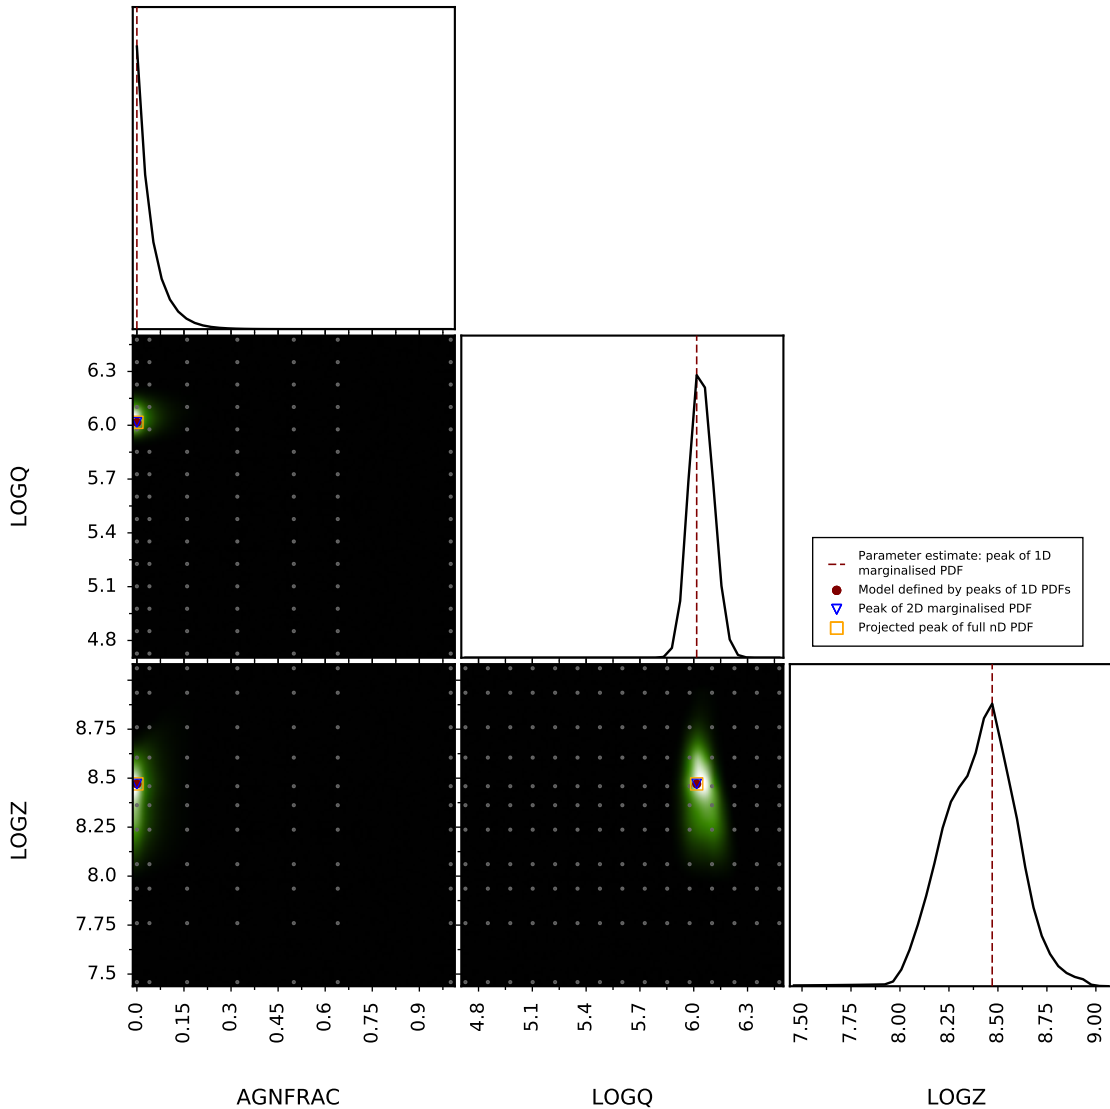 6.3
6.0
5.7
5.4
5.1
4.8
LOGQ
Parameter estimate: peak of 1D
marginalised PDF
Model defined by peaks of 1D PDFs
Peak of 2D marginalised PDF
Projected peak of full nD PDF
8.75
8.5
8.25
8.0
7.75
7.5
LOGZ
0.0 0.15 0.3 0.45 0.6 0.75 0.9
4.8 5.1 5.4 5.7 6.0 6.3
7.50 7.75 8.00 8.25 8.50 8.75 9.00
AGNFRAC LOGQ LOGZ